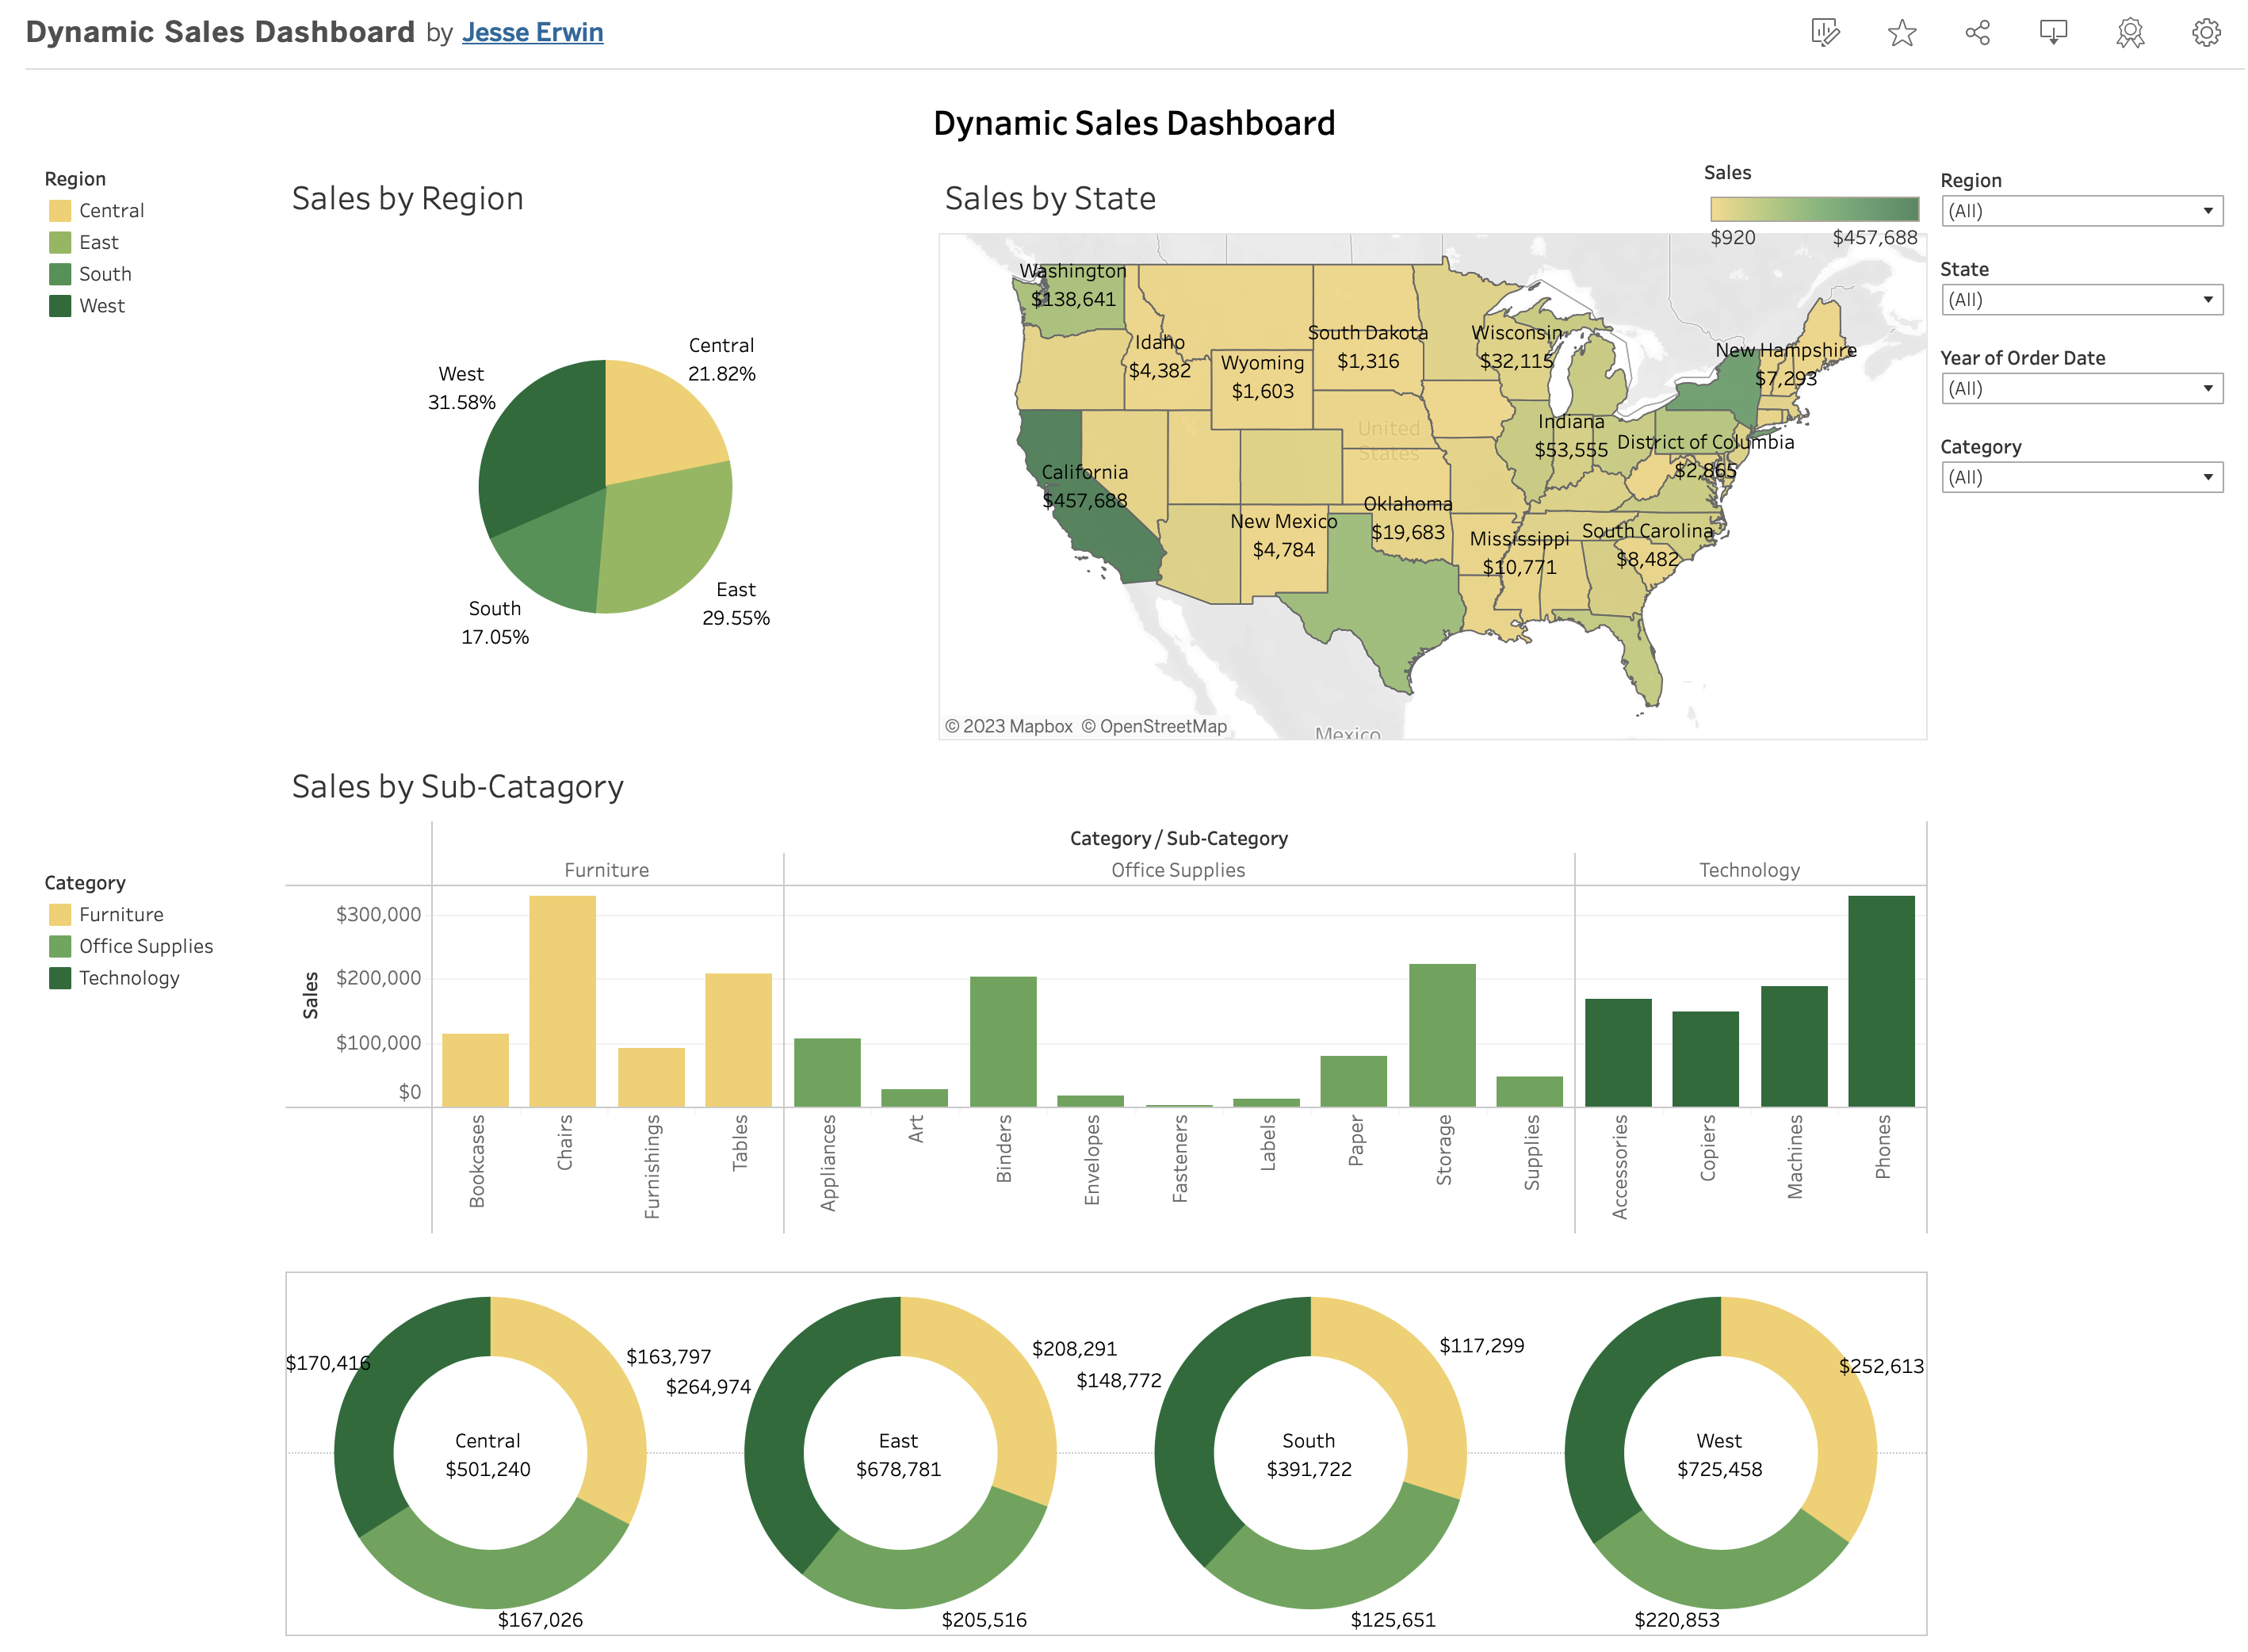 Dynamic Sales Dashboard by Jesse Erwin
Dynamic Sales Dashboard
Region
Central
East
South
West
Sales by Region
Central
21.82%
West
31.58%
East
29.55%
South
17.05%
Sales by State
Sales
$920
$457,688
Washington
$138,641
Idaho
$4,382
Wyoming
$1,603
South Dakota
$1,316
Wisconsin
$32,115
New Hampshire
$7,293
United
States
Indiana
$53,555
District of Columbia
$2,865
California
$457,688
New Mexico
$4,784
Oklahoma
$19,683
Mississippi
$10,771
South Carolina
$8,482
© 2023 Mapbox © OpenStreetMap
Mexico
Region
(All)
State
(All)
Year of Order Date
(All)
Category
(All)
Sales by Sub-Catagory
Category
Furniture
Office Supplies
Technology
Category / Sub-Category
Furniture
Office Supplies
Technology
Sales
$300,000
$200,000
$100,000
$0
Bookcases
Chairs
Furnishings
Tables
Appliances
Art
Binders
Envelopes
Fasteners
Labels
Paper
Storage
Supplies
Accessories
Copiers
Machines
Phones
$170,416
$163,797
Central
$501,240
$167,026
$264,974
$208,291
East
$678,781
$205,516
$148,772
$117,299
South
$391,722
$125,651
$252,613
West
$725,458
$220,853